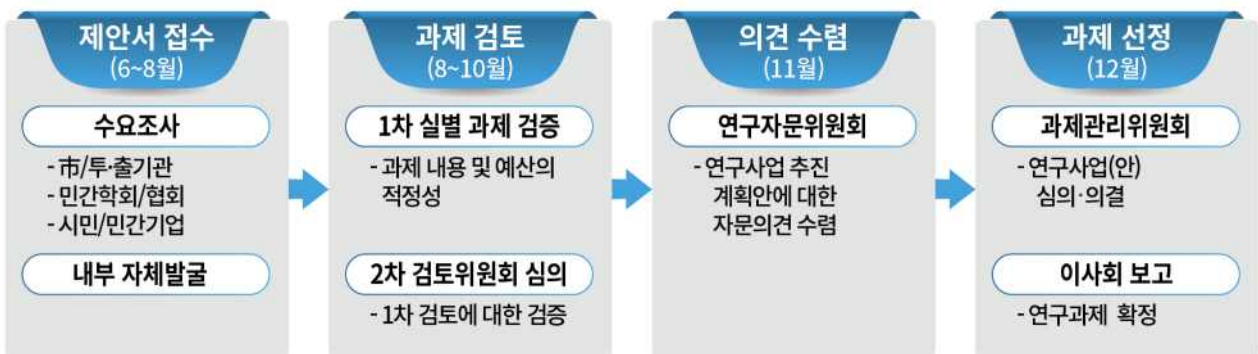 제안서 접수
(6~8월)
수요조사
- 市/투·출기관
- 민간학회/협회
- 시민/민간기업
내부 자체발굴
과제 검토
(8~10월)
1차 실별 과제 검증
- 과제 내용 및 예산의
적정성
2차 검토위원회 심의
- 1차 검토에 대한 검증
의견 수렴
(11월)
연구자문위원회
- 연구사업 추진
계획안에 대한
자문의견 수렴
과제 선정
(12월)
과제관리위원회
- 연구사업(안)
심의·의결
이사회 보고
- 연구과제 확정